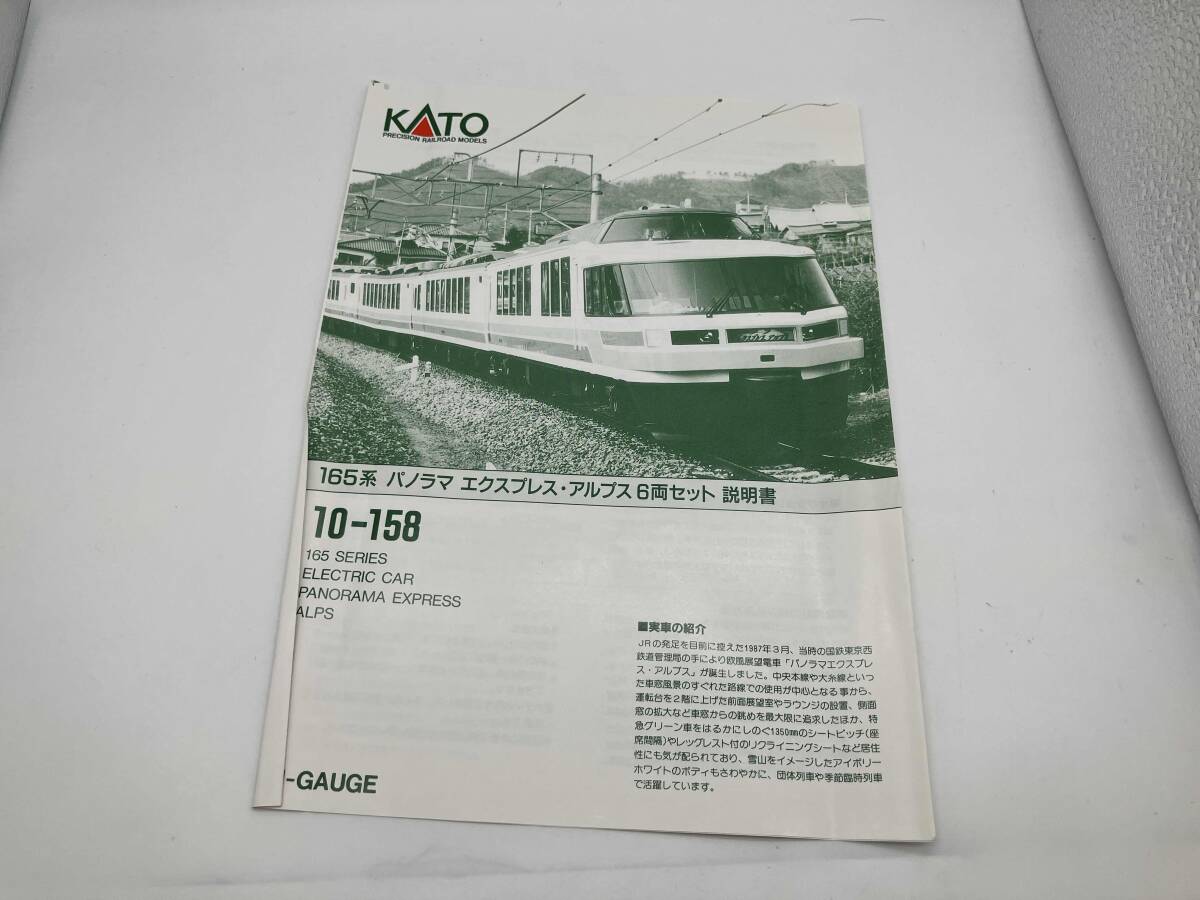 KATO
PRECISION RAILROAD MODELS
165系 パノラマ エクスプレス・アルプス6両セット 説明書
10-158
165 SERIES
ELECTRIC CAR
PANORAMA EXPRESS
ALPS
■実車の紹介
JRの発足を目前に控えた1987年3月、当時の国鉄東京西
鉄道管理局の手により欧風展望電車「パノラマエクスプレ
ス・アルプス」が誕生しました。中央本線や大糸線といっ
た車窓風景のすぐれた路線での使用が中心となる事から、
運転台を2階に上げた前面展望室やラウンジの設置、側面
窓の拡大など車窓からの眺めを最大限に追求したほか、特
急グリーン車をはるかにしのぐ1350mmのシートピッチ(座
席間隔)やレッグレスト付のリクライニングシートなど居住
性にも気が配られており、雪山をイメージしたアイボリー
ホワイトのボディもさわやかに、団体列車や季節臨時列車
で活躍しています。
-GAUGE